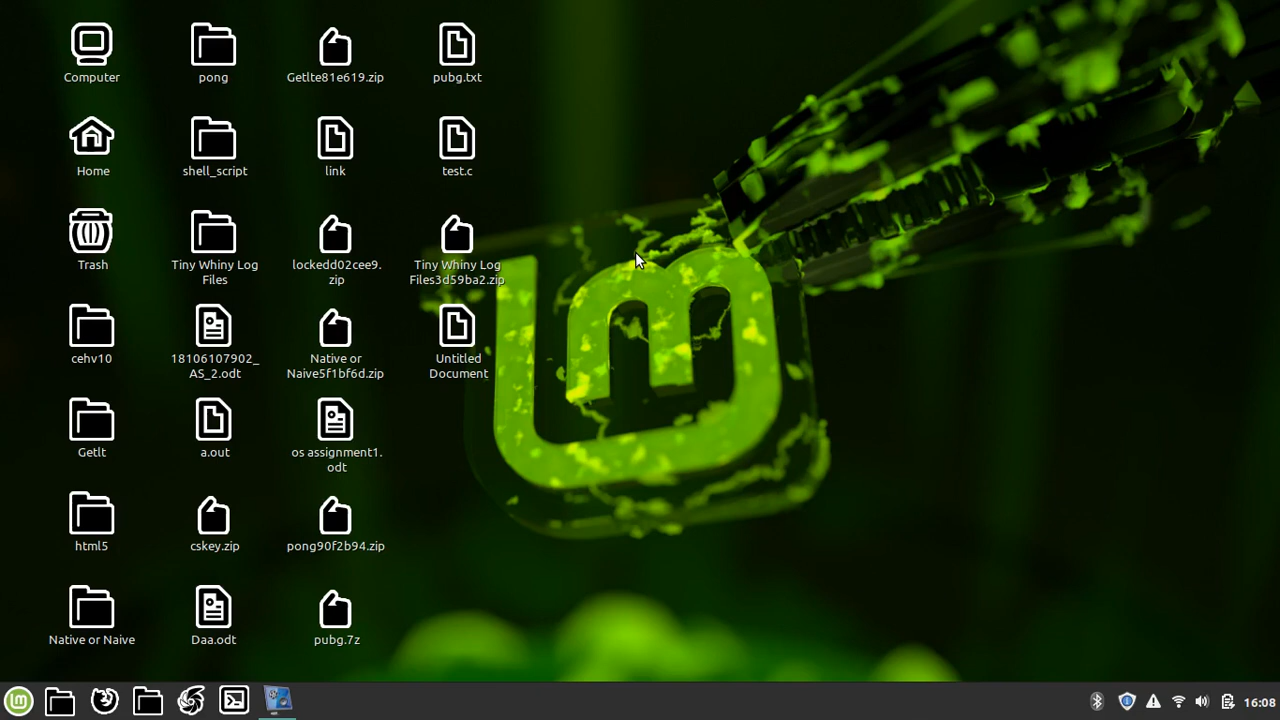 Computer
pong
GetIte81e619.zip
pubg.txt
Home
shell_script
link
test.c
Trash
Tiny Whiny Log
Files
lockedd02cee9.
zip
Tiny Whiny Log
Files3d59ba2.zip
cehv10
18106107902_
AS_2.odt
Native or
Naive5f1bf6d.zip
Untitled
Document
GetIt
a.out
os assignment1.
odt
html5
cskey.zip
pong90f2b94.zip
Native or Naive
Daa.odt
pubg.7z
16:08